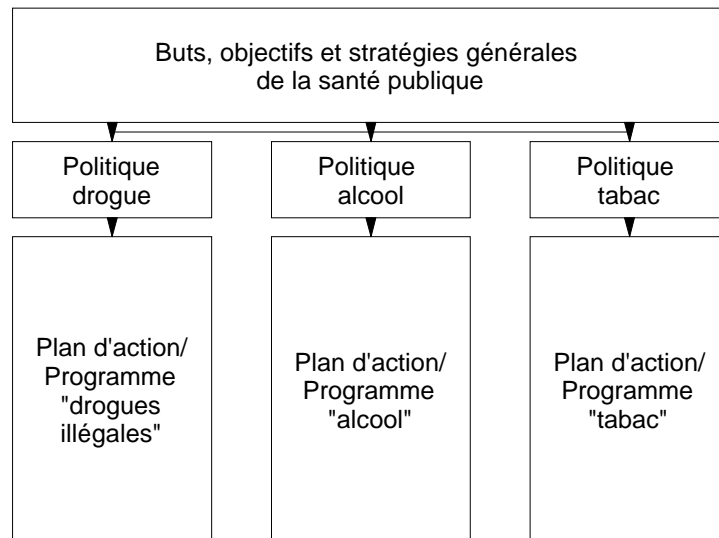 Buts, objectifs et stratégies générales
de la santé publique
Politique
drogue
Politique
alcool
Politique
tabac
Plan d'action/
Programme
"drogues
illégales"
Plan d'action/
Programme
"alcool"
Plan d'action/
Programme
"tabac"